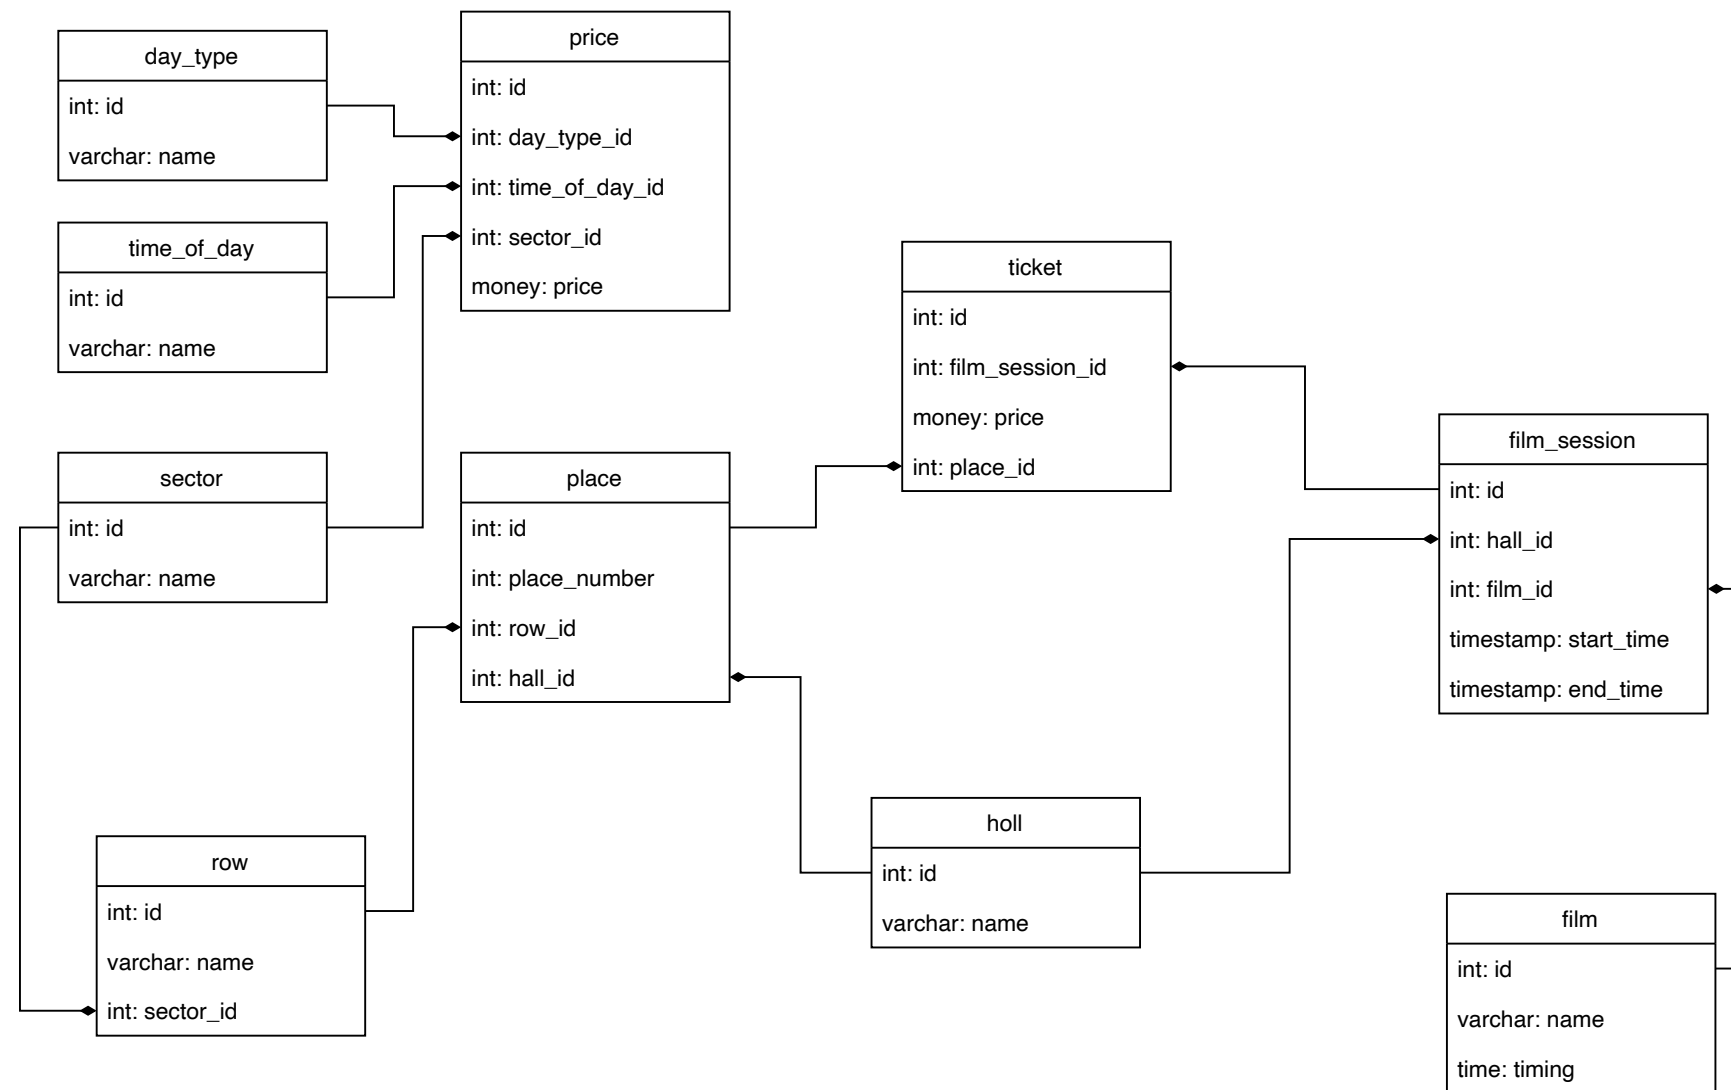 day_type
int: id
varchar: name
time_of_day
int: id
varchar: name
price
int: id
int: day_type_id
int: time_of_day_id
int: sector_id
money: price
sector
int: id
varchar: name
place
int: id
int: place_number
int: row_id
int: hall_id
ticket
int: id
int: film_session_id
money: price
int: place_id
film_session
int: id
int: hall_id
int: film_id
timestamp: start_time
timestamp: end_time
row
int: id
varchar: name
int: sector_id
holl
int: id
varchar: name
film
int: id
varchar: name
time: timing